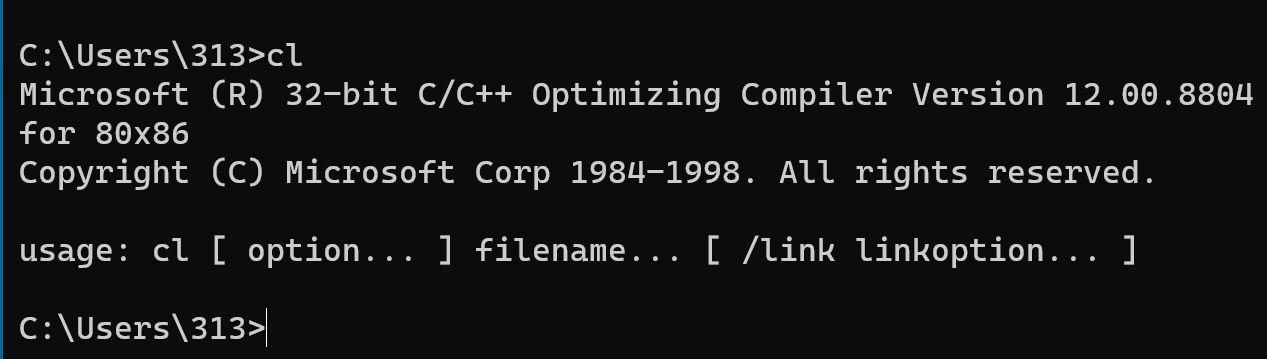 C:\Users\313>cl
Microsoft (R) 32-bit C/C++ Optimizing Compiler Version 12.00.8804
for 80x86
Copyright (C) Microsoft Corp 1984-1998. All rights reserved.
usage: cl [ option... ] filename... [ /link linkoption... ]
C:\Users\313>